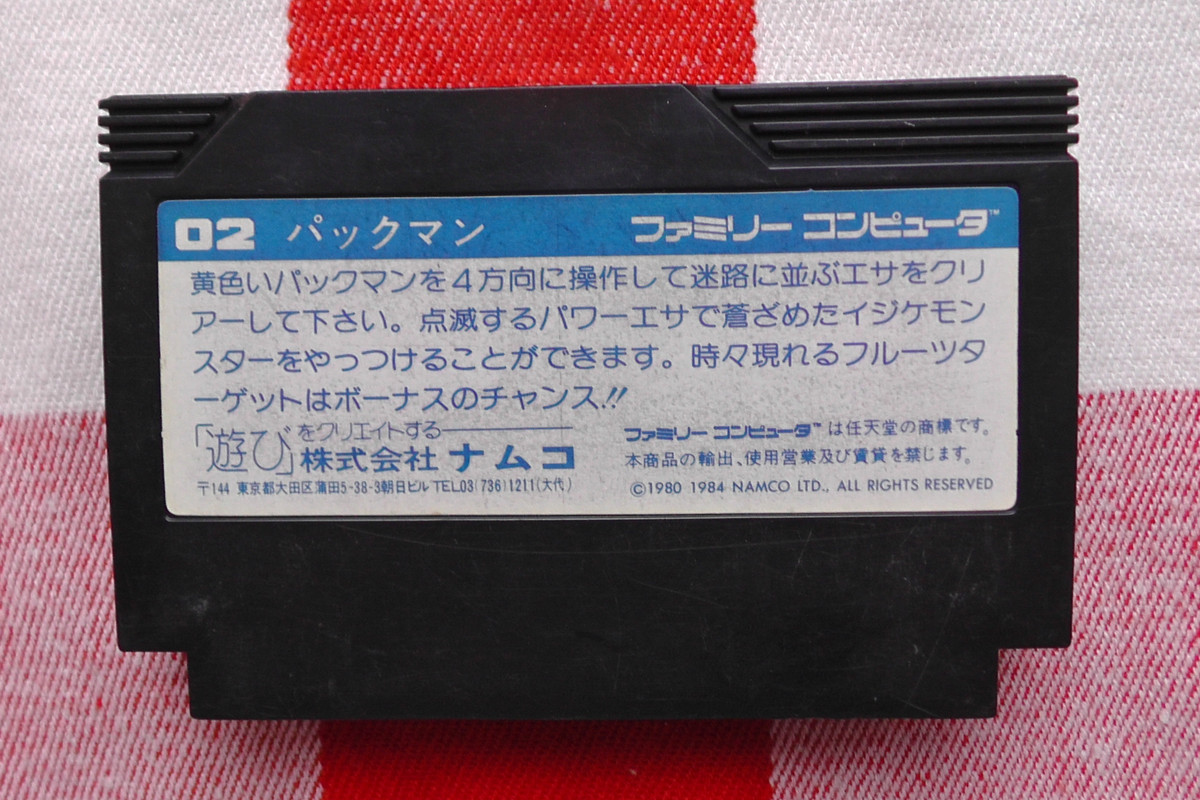 02 パックマン ファミリー コンピュータ™
黄色いパックマンを4方向に操作して迷路に並ぶエサをクリ
アーして下さい。点滅するパワーエサで蒼ざめたイジケモン
スターをやっつけることができます。時々現れるフルーツタ
ーゲットはボーナスのチャンス!!
「遊び」をクリエイトする
株式会社 ナムコ
〒144 東京都大田区蒲田5-38-3朝日ビル TEL.03(736)1211(大代)
ファミリー コンピュータ™は任天堂の商標です。
本商品の輸出、使用営業及び賃貸を禁じます。
©1980 1984 NAMCO LTD., ALL RIGHTS RESERVED